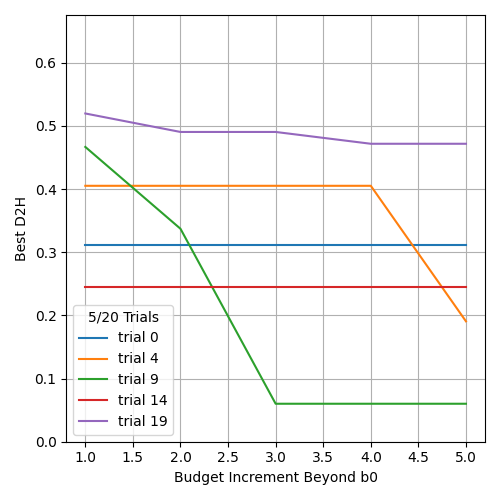 0.6
0.5
0.4
0.3
0.2
0.1
0.0
Best D2H
5/20 Trials
trial 0
trial 4
trial 9
trial 14
trial 19
1.0 1.5 2.0 2.5 3.0 3.5 4.0 4.5 5.0
Budget Increment Beyond b0